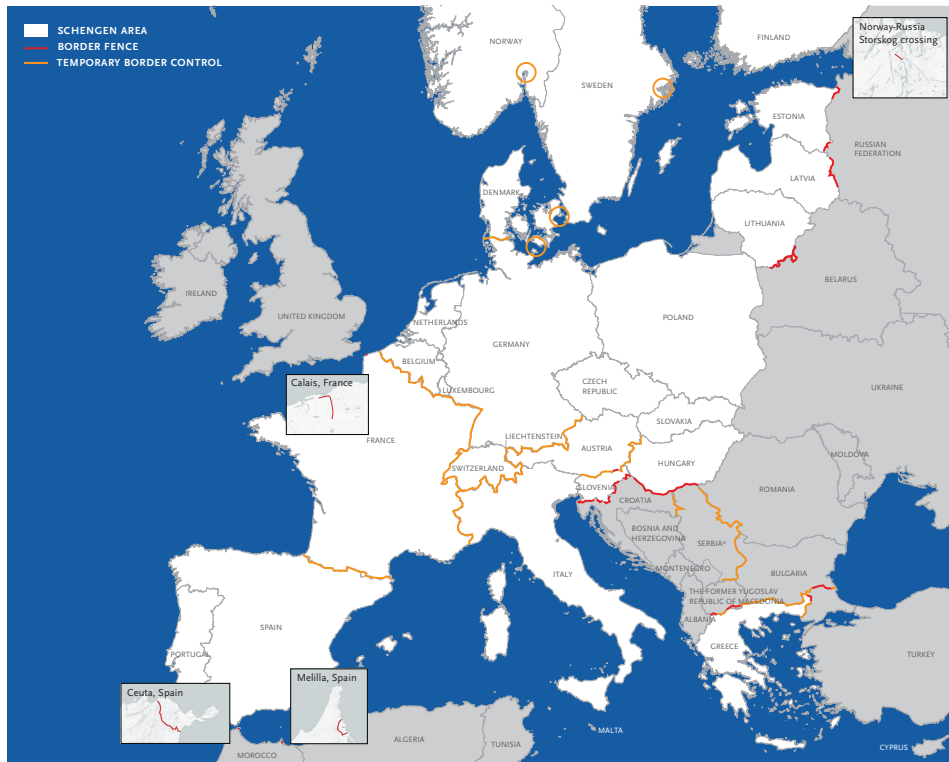 SCHENGEN AREA
BORDER FENCE
TEMPORARY BORDER CONTROL
Norway-Russia
Storskog crossing
NORWAY
FINLAND
SWEDEN
ESTONIA
RUSSIAN
FEDERATION
LATVIA
DENMARK
LITHUANIA
IRELAND
UNITED KINGDOM
BELARUS
NETHERLANDS
POLAND
GERMANY
BELGIUM
LUXEMBOURG
CZECH
REPUBLIC
UKRAINE
Calais, France
FRANCE
SLOVAKIA
LIECHTENSTEIN
AUSTRIA
SWITZERLAND
HUNGARY
MOLDOVA
SLOVENIA
CROATIA
ROMANIA
BOSNIA AND
HERZEGOVINA
SERBIA*
MONTENEGRO
BULGARIA
ITALY
THE FORMER YUGOSLAV
REPUBLIC OF MACEDONIA
ALBANIA
SPAIN
PORTUGAL
GREECE
TURKEY
Ceuta, Spain
Melilla, Spain
MALTA
ALGERIA
TUNISIA
MOROCCO
CYPRUS